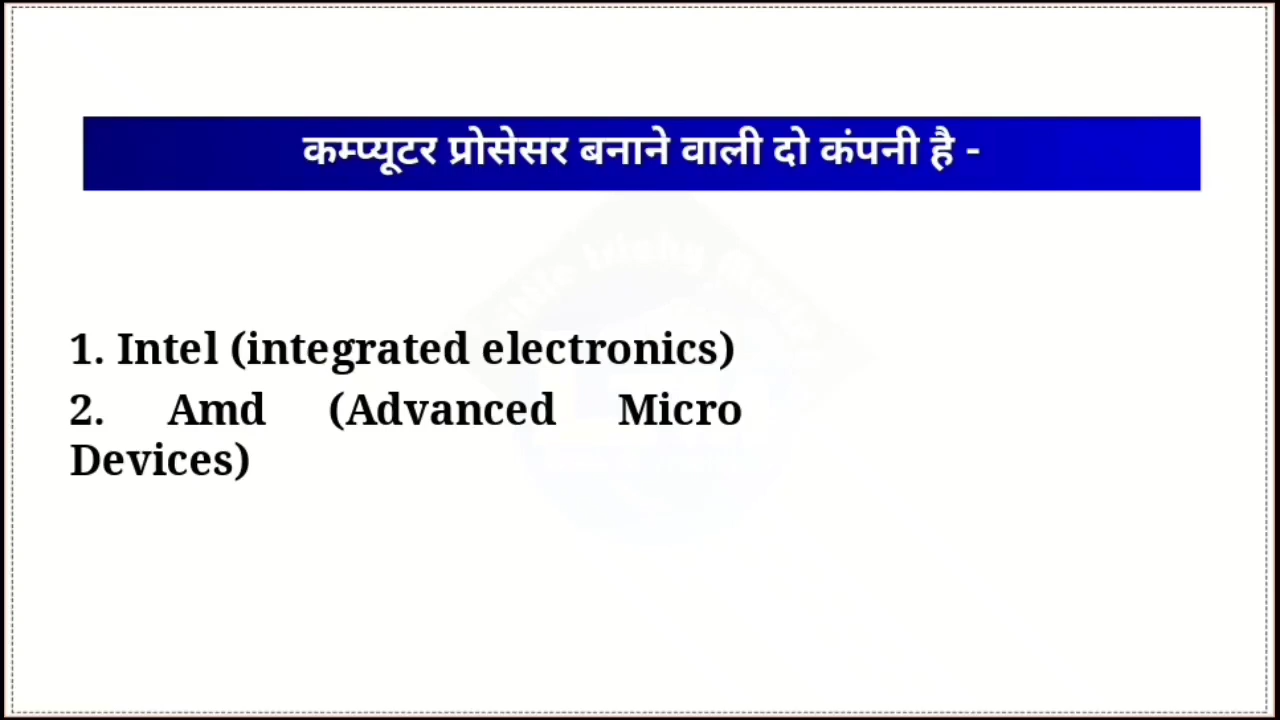 कम्प्यूटर प्रोसेसर बनाने वाली दो कंपनी है -
1. Intel (integrated electronics)
2. Amd (Advanced Micro
Devices)